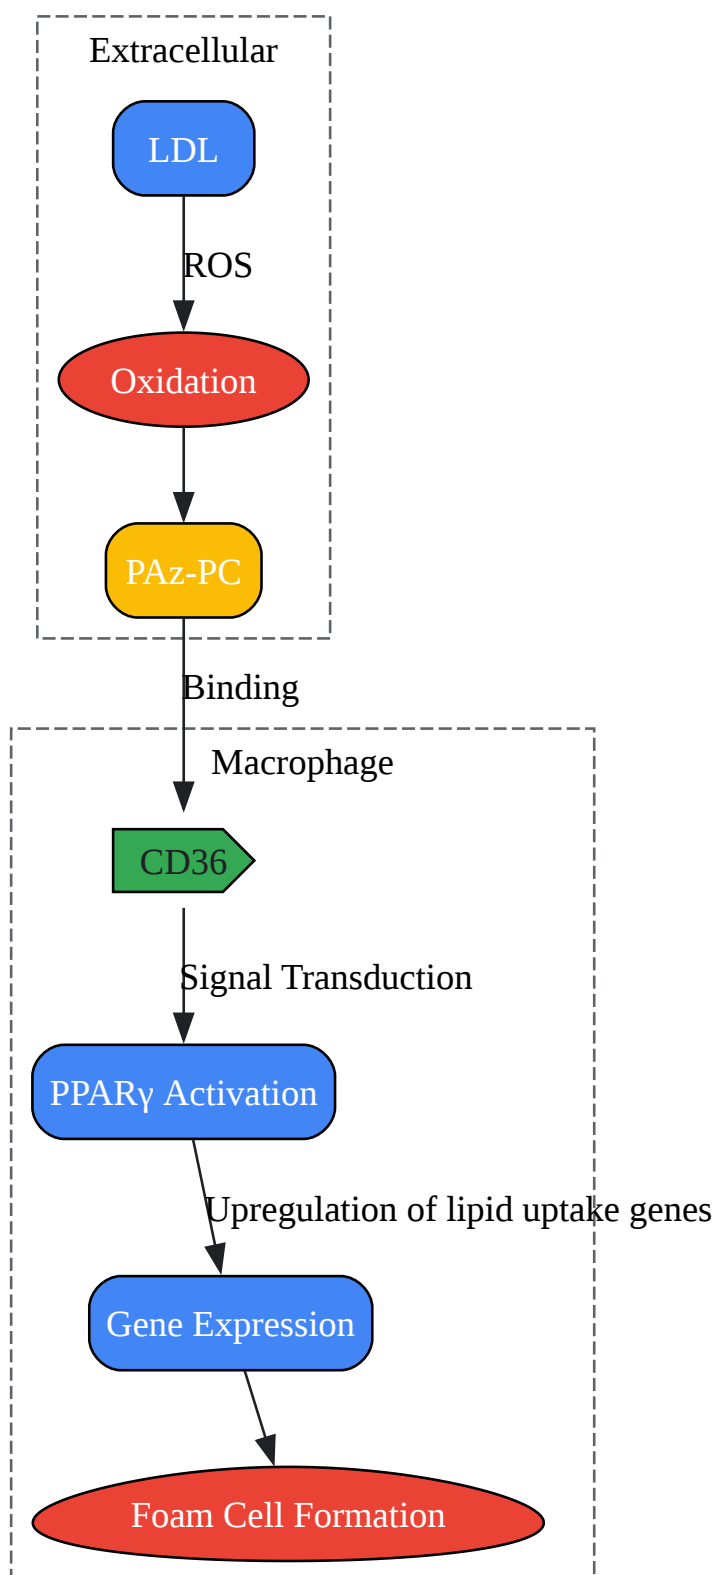 Extracellular
LDL
ROS
Oxidation
PAz-PC
Binding
Macrophage
CD36
Signal Transduction
PPARγ Activation
Upregulation of lipid uptake genes
Gene Expression
Foam Cell Formation